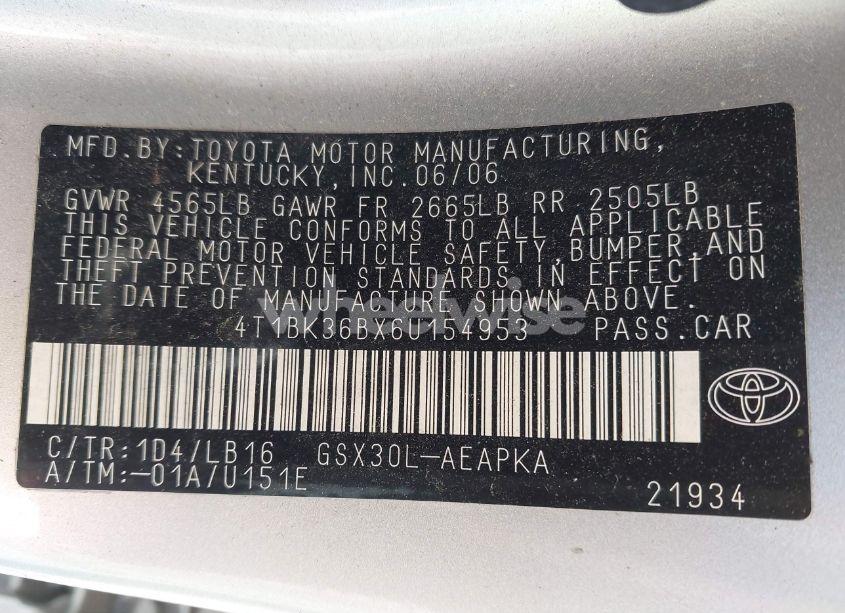 MFD.BY:TOYOTA MOTOR MANUFACTURING,
KENTUCKY,INC.06/06
GVWR 4565LB GAWR FR 2665LB RR 2505LB
THIS VEHICLE CONFORMS TO ALL APPLICABLE
FEDERAL MOTOR VEHICLE SAFETY,BUMPER,AND
THEFT PREVENTION STANDARDS IN EFFECT ON
THE DATE OF MANUFACTURE SHOWN ABOVE.
wheelwise
4T1BK36BX6U154953 PASS.CAR
C/TR:1D4/LB16 GSX30L-AEAPKA
A/TM:-01A/U151E
21934